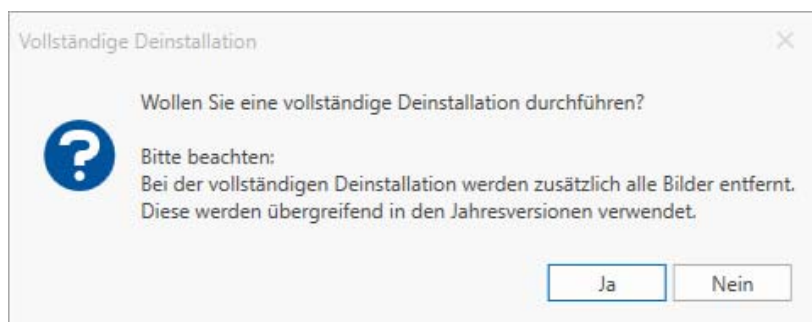 Vollständige Deinstallation
Wollen Sie eine vollständige Deinstallation durchführen?
Bitte beachten:
Bei der vollständigen Deinstallation werden zusätzlich alle Bilder entfernt.
Diese werden übergreifend in den Jahresversionen verwendet.
Ja
Nein